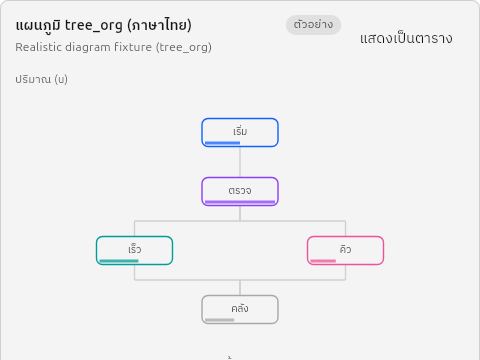 แผนภูมิ tree_org (ภาษาไทย)
ตัวอย่าง
แสดงเป็นตาราง
Realistic diagram fixture (tree_org)
ปริมาณ (น)
เริ่ม
ตรวจ
เร็ว
คิว
คลัง